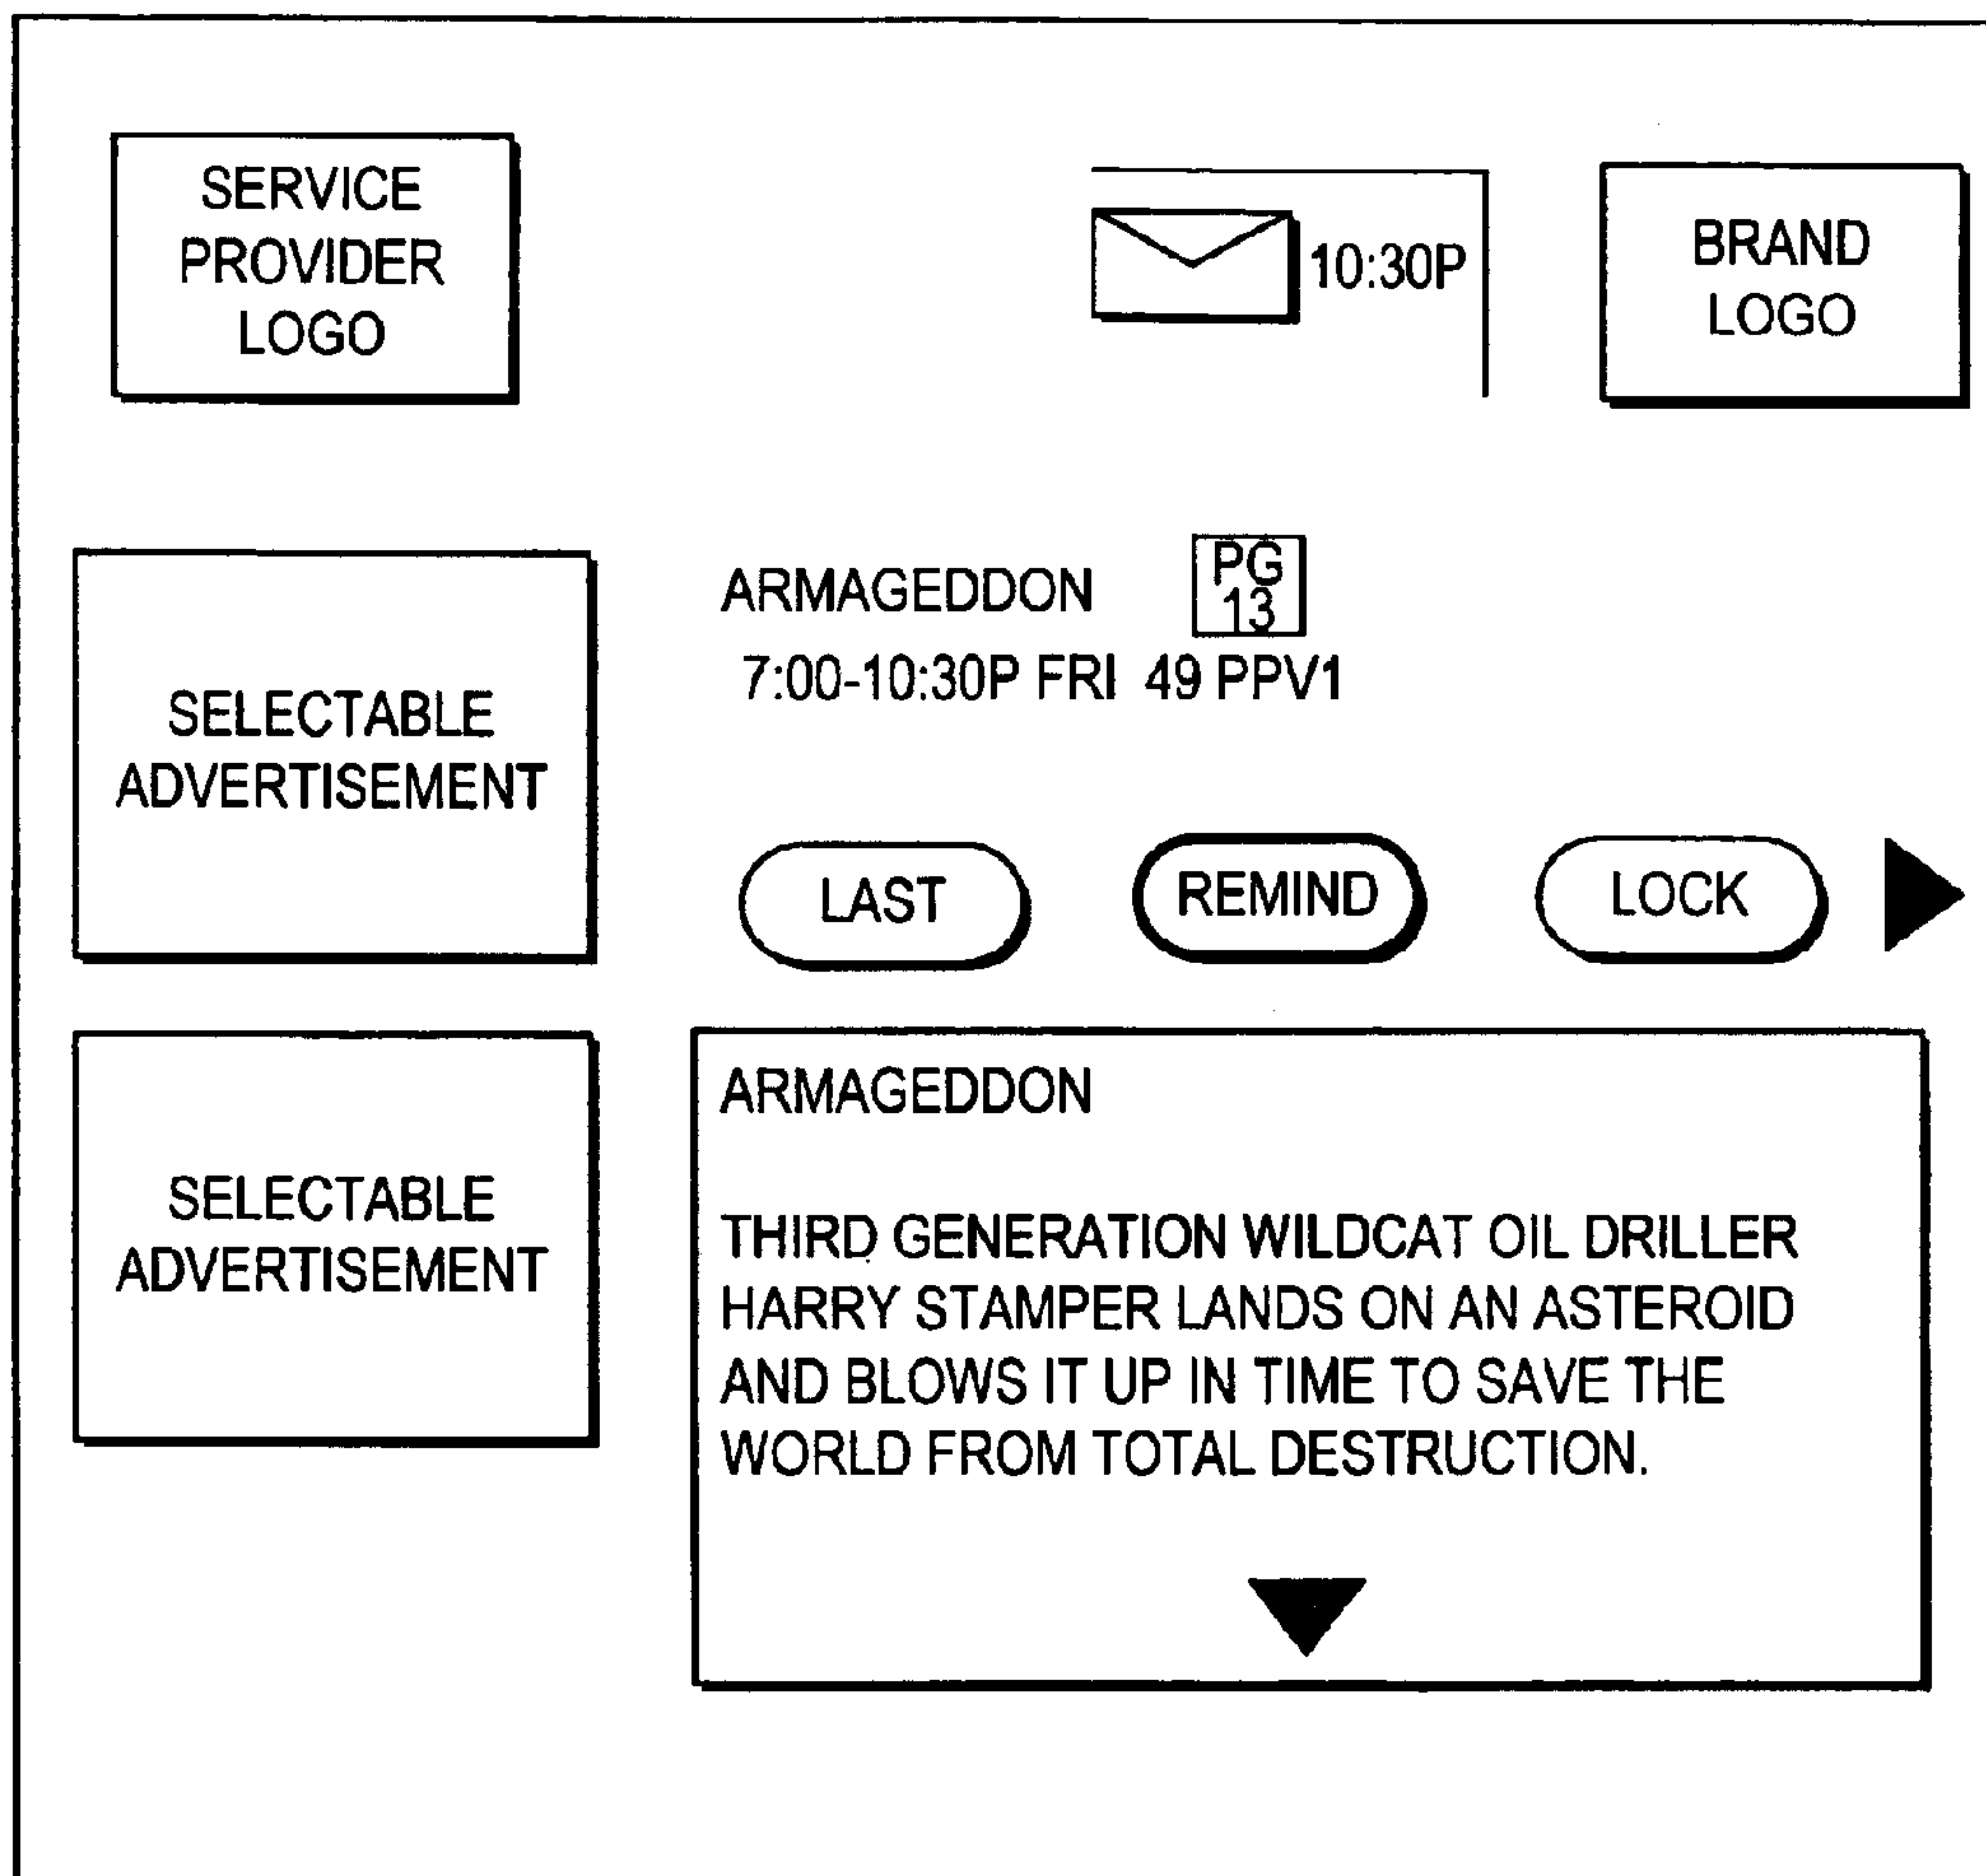 SERVICE
PROVIDER
LOGO
10:30P
BRAND
LOGO
SELECTABLE
ADVERTISEMENT
ARMAGEDDON
PG
13
7:00-10:30P FRI 49 PPV1
LAST
REMIND
LOCK
SELECTABLE
ADVERTISEMENT
ARMAGEDDON
THIRD GENERATION WILDCAT OIL DRILLER
HARRY STAMPER LANDS ON AN ASTEROID
AND BLOWS IT UP IN TIME TO SAVE THE
WORLD FROM TOTAL DESTRUCTION.